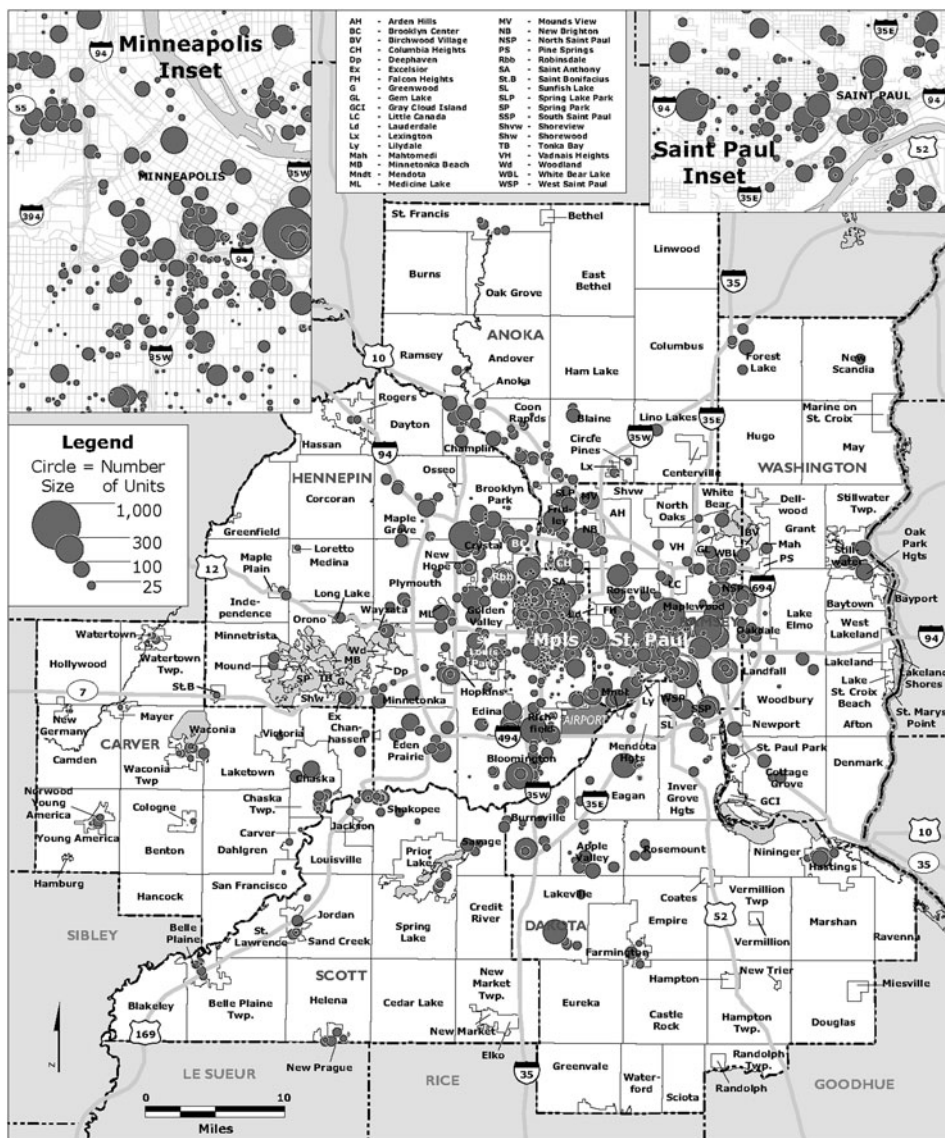 Minneapolis
Inset
94
55
MINNEAPOLIS
35W
394
94
35W
AH - Arden Hills
BC - Brooklyn Center
BV - Birchwood Village
CH - Columbia Heights
Dp - Deephaven
Ex - Excelsior
FH - Falcon Heights
G - Greenwood
GL - Gem Lake
GCI - Gray Cloud Island
LC - Little Canada
Ld - Lauderdale
Lx - Lexington
Ly - Lilydale
Mah - Mahtomedi
MB - Minnetonka Beach
Mndt - Mendota
ML - Medicine Lake
MV - Mounds View
NB - New Brighton
NSP - North Saint Paul
PS - Pine Springs
Rbb - Robinsdale
SA - Saint Anthony
St.B - Saint Bonifacius
SL - Sunfish Lake
SLP - Spring Lake Park
SP - Spring Park
SSP - South Saint Paul
Shvw - Shoreview
Shw - Shorewood
TB - Tonka Bay
VH - Vadnais Heights
Wd - Woodland
WBL - White Bear Lake
WSP - West Saint Paul
35E
94
SAINT PAUL
94
52
Saint Paul
Inset
35E
Legend
Circle = Number
Size of Units
1,000
300
100
25
St. Francis
Bethel
Linwood
Burns
East
Bethel
35
Oak Grove
ANOKA
Columbus
10
Ramsey
Andover
Ham Lake
Forest
Lake
New
Scandia
Anoka
Rogers
Dayton
Coon
Rapids
Blaine
Lino Lakes
35E
Marine on
St. Croix
Hassan
Champlin
35W
Hugo
May
94
Circle
Pines
Lx
Centerville
WASHINGTON
HENNEPIN
Osseo
Corcoran
Brooklyn
Park
SLP
MV
Shvw
North
Oaks
White
Bear
Dell-
wood
Stillwater
Twp.
Greenfield
Maple
Grove
Frid-
ley
NB
AH
BV
Grant
Oak
Park
Hgts
Loretto
Medina
Crystal
BC
VH
GL
WBL
Mah
PS
Still-
water
12
Maple
Plain
New
Hope
CH
Plymouth
Rbb
SA
Roseville
LC
NSP
694
Bayport
Long Lake
Inde-
pendence
Orono
Wayzata
ML
Golden
Valley
Ld
FH
Maplewood
Lake
Elmo
Baytown
Watertown
Minnetrista
West
Lakeland
94
Hollywood
Watertown
Twp.
Wd
MB
Mpls
St. Paul
Oakdale
Mound
Dp
Louis
Park
Landfall
Lakeland
Lakeland
Shores
7
St.B
SP
TB
G
Shw
Minnetonka
Hopkins
Mndt
Ly
WSP
Woodbury
Lake
St. Croix
Beach
New
Germany
Mayer
Ex
Edina
Rich-
field
AIRPORT
SSP
St. Marys
Point
Waconia
Victoria
Chan-
hassen
SL
Newport
Afton
CARVER
Camden
Eden
Prairie
494
Mendota
Hgts
St. Paul Park
Waconia
Twp
Laketown
Bloomington
Denmark
Chaska
35W
Eagan
Inver
Grove
Hgts
Cottage
Grove
Norwood
Young
America
Chaska
Twp.
Shakopee
35E
GCI
Cologne
Young America
Carver
Jackson
Burnsville
10
Benton
Dahlgren
Louisville
Prior
Lake
Savage
Apple
Valley
Rosemount
Nininger
35
Hamburg
San Francisco
Hastings
Hancock
Credit
River
Lakeville
Coates
Vermillion
Twp
Jordan
52
Marshan
SIBLEY
Belle
Plaine
St.
Lawrence
Sand Creek
Spring
Lake
DAKOTA
Empire
Vermillion
Ravenna
SCOTT
Farmington
New
Market
Twp.
Hampton
New Trier
Miesville
Blakeley
Belle Plaine
Twp.
Helena
Cedar Lake
Eureka
Castle
Rock
Hampton
Twp.
Douglas
169
New Market
Elko
New Prague
Randolph
Twp.
LE SUEUR
RICE
35
Greenvale
Water-
ford
Sciota
Randolph
GOODHUE
0 10
Miles